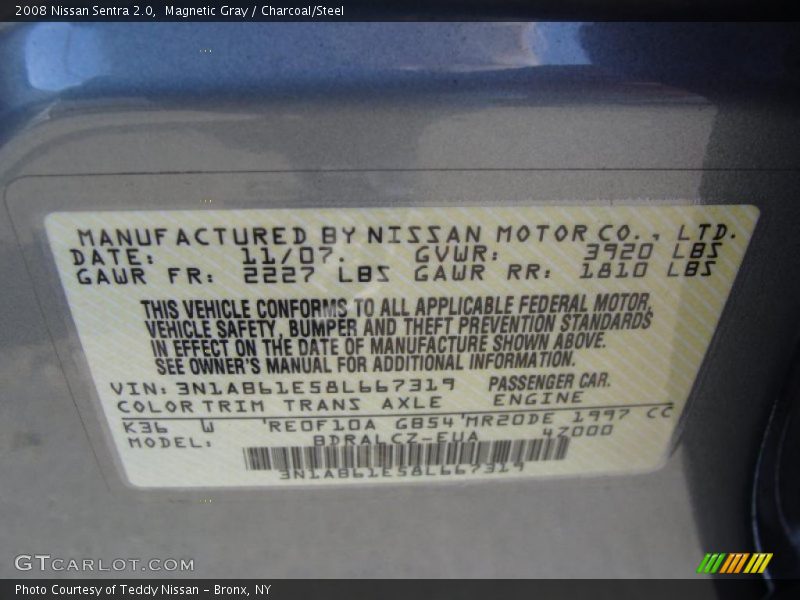 2008 Nissan Sentra 2.0,  Magnetic Gray / Charcoal/Steel
MANUFACTURED BY NISSAN MOTOR CO., LTD.
DATE: 11/07. GVWR: 3920 LBS
GAWR FR: 2227 LBS GAWR RR: 1810 LBS
THIS VEHICLE CONFORMS TO ALL APPLICABLE FEDERAL MOTOR,
VEHICLE SAFETY, BUMPER AND THEFT PREVENTION STANDARDS
IN EFFECT ON THE DATE OF MANUFACTURE SHOWN ABOVE.
SEE OWNER'S MANUAL FOR ADDITIONAL INFORMATION.
VIN: 3N1AB61E58L667319 PASSENGER CAR.
COLOR TRIM TRANS AXLE ENGINE
K36 W 'RE0F10A GB54 'MR20DE 1997 CC
MODEL: BDRALCZ-EUA 4Z000
3N1AB61E58L667319
GTCARLOT.COM
Photo Courtesy of Teddy Nissan – Bronx, NY